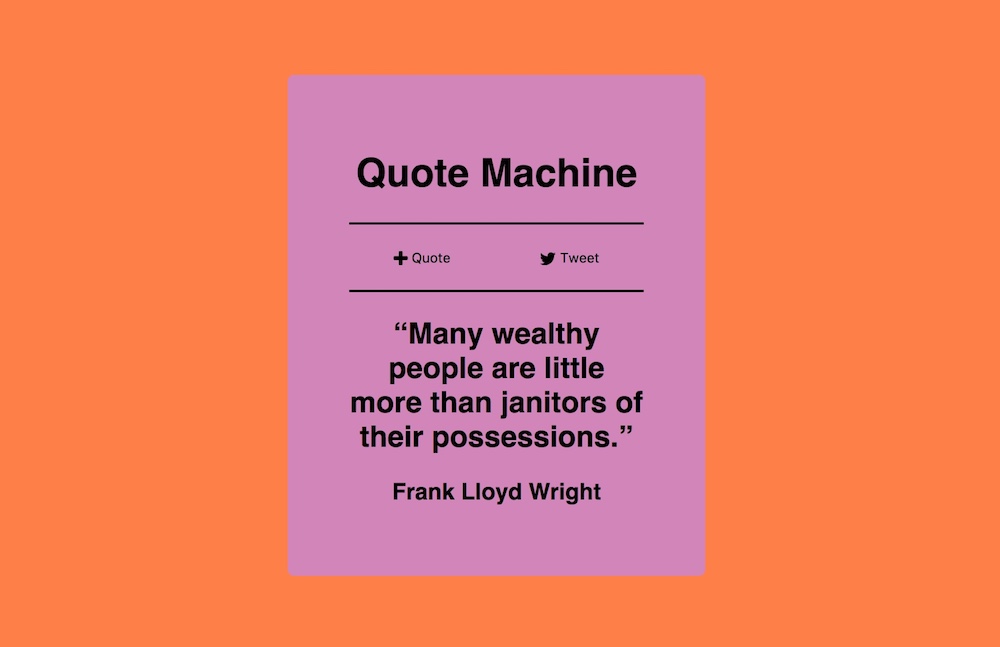 Quote Machine
Quote Tweet
“Many wealthy
people are little
more than janitors of
their possessions.”
Frank Lloyd Wright